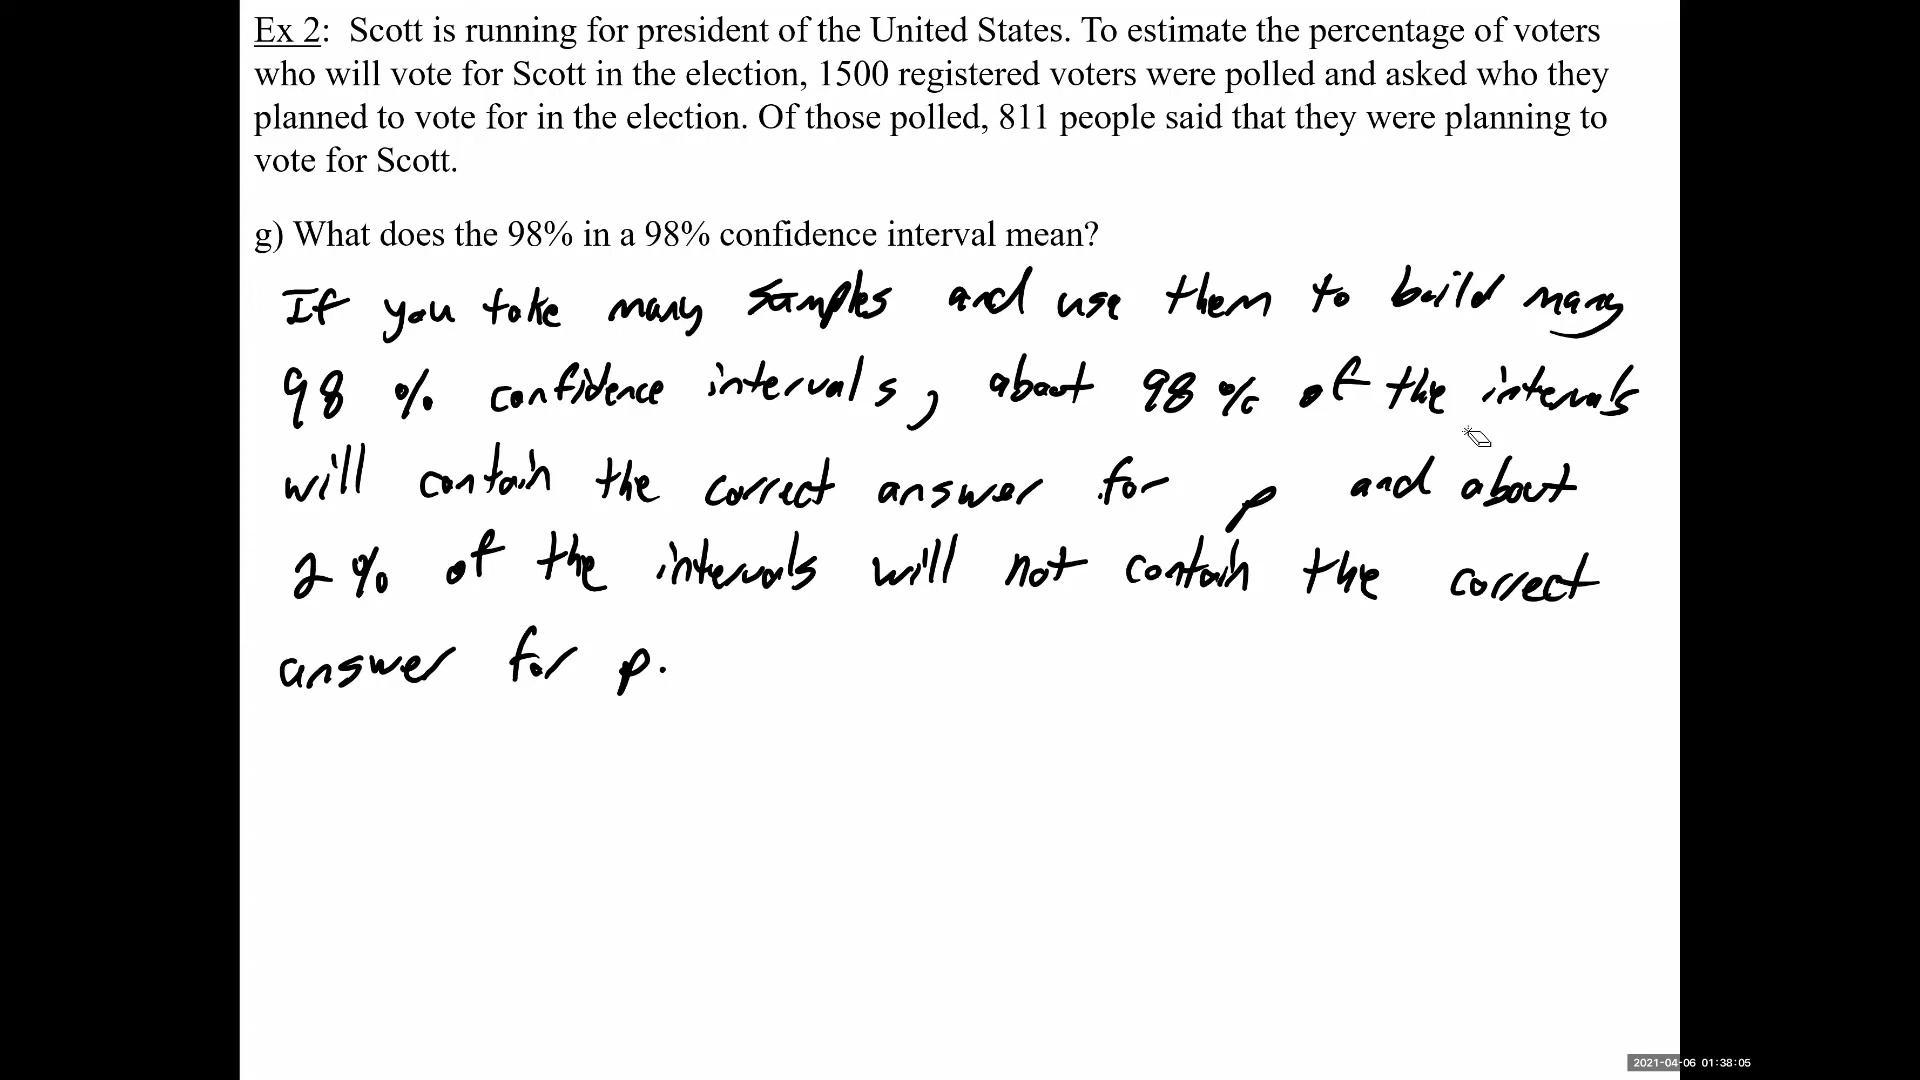 Ex 2: Scott is running for president of the United States. To estimate the percentage of voters
who will vote for Scott in the election, 1500 registered voters were polled and asked who they
planned to vote for in the election. Of those polled, 811 people said that they were planning to
vote for Scott.
g) What does the 98% in a 98% confidence interval mean?
If you take many samples and use them to build many
98 % confidence intervals, about 98 % of the intervals
will contain the correct answer for p and about
2 % of the intervals will not contain the correct
answer for p.
2021-04-06 01:38:05